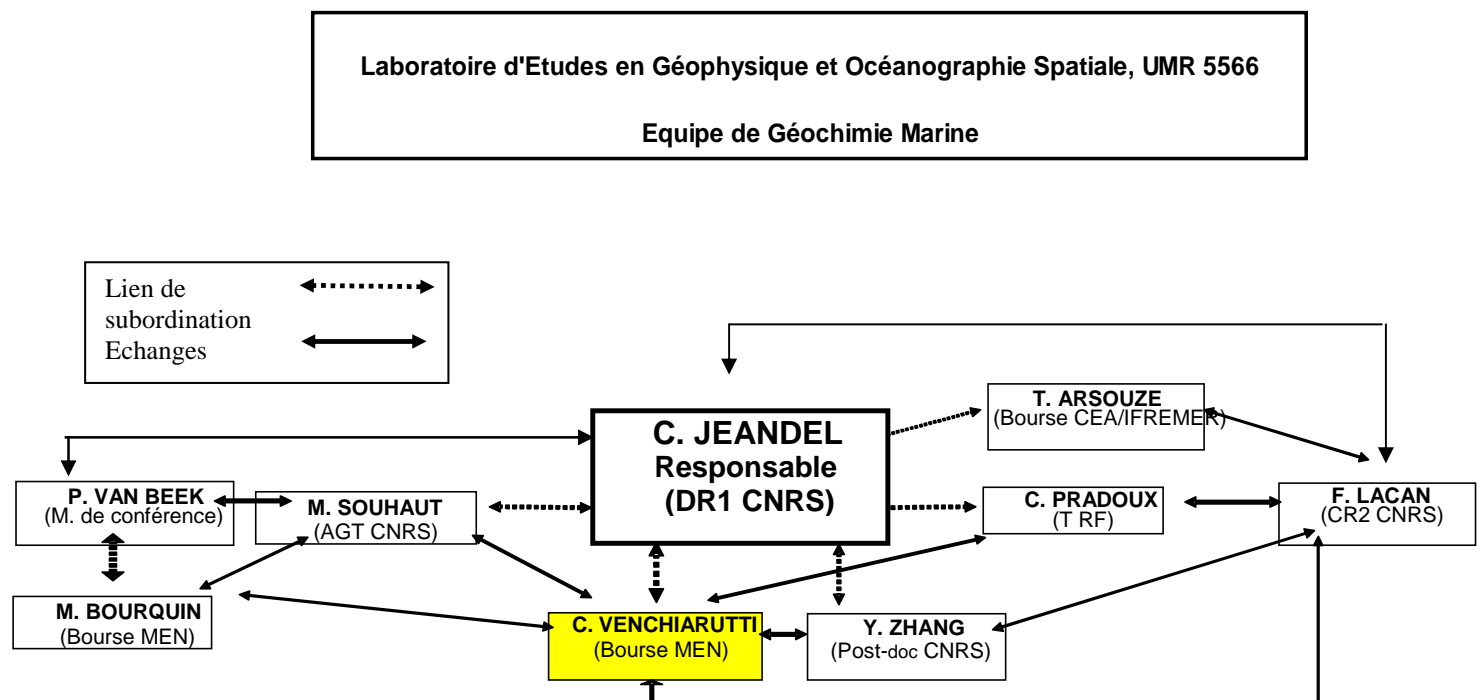 Laboratoire d'Etudes en Géophysique et Océanographie Spatiale, UMR 5566
Equipe de Géochimie Marine
Lien de
subordination
Echanges
C. JEANDEL
Responsable
(DR1 CNRS)
T. ARSOUZE
(Bourse CEA/IFREMER)
P. VAN BEEK
(M. de conférence)
M. SOUHAUT
(AGT CNRS)
C. PRADOUX
(T RF)
F. LACAN
(CR2 CNRS)
M. BOURQUIN
(Bourse MEN)
C. VENCHIARUTTI
(Bourse MEN)
Y. ZHANG
(Post-doc CNRS)